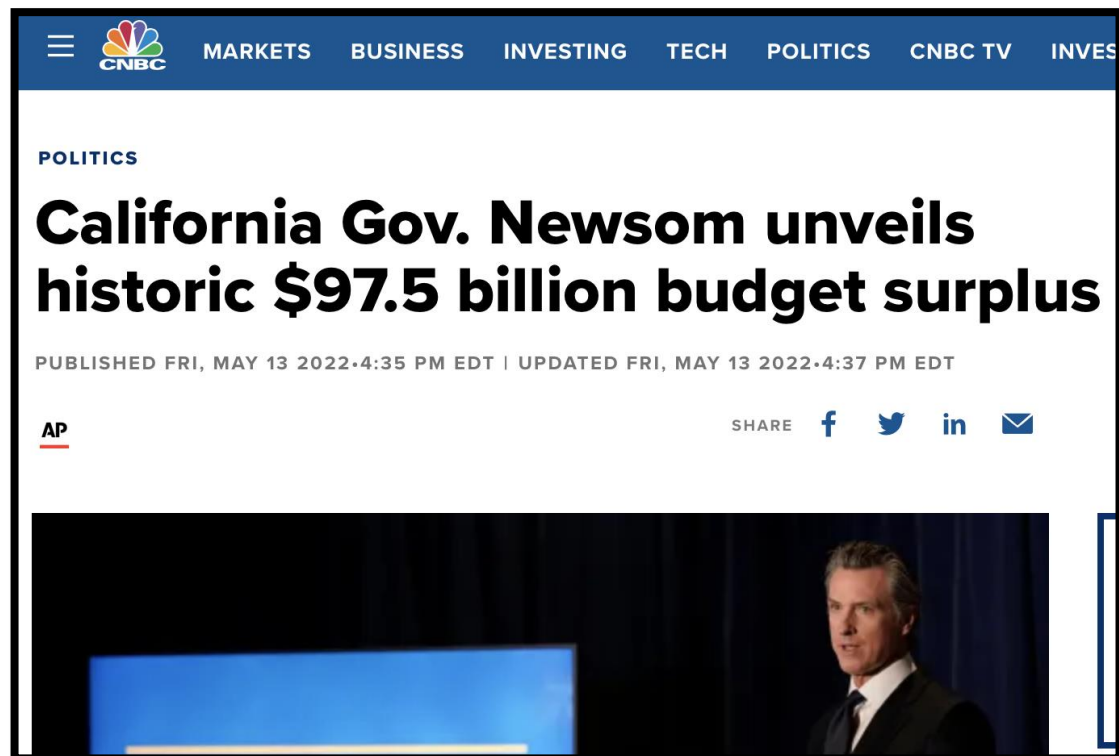 CNBC
MARKETS BUSINESS INVESTING TECH POLITICS CNBC TV
POLITICS
California Gov. Newsom unveils
historic $97.5 billion budget surplus
PUBLISHED FRI, MAY 13 2022•4:35 PM EDT | UPDATED FRI, MAY 13 2022•4:37 PM EDT
AP
SHARE f in